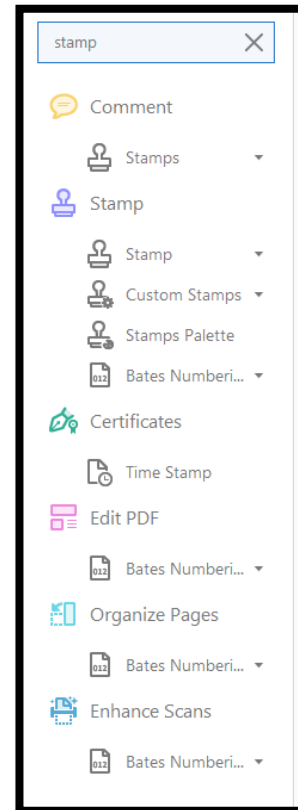 stamp
Comment
Stamps
Stamp
Stamp
Custom Stamps
Stamps Palette
012 Bates Numberi...
Certificates
Time Stamp
Edit PDF
012 Bates Numberi...
Organize Pages
012 Bates Numberi...
Enhance Scans
012 Bates Numberi...